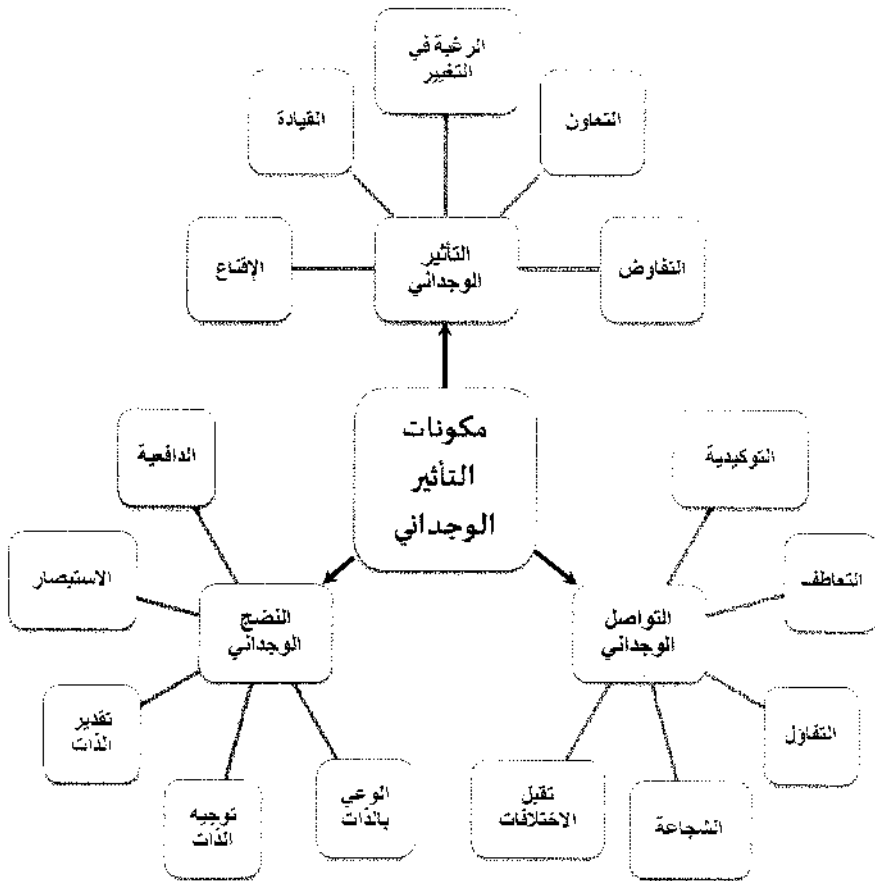 الرغبة في
التغيير
القيادة
التعاون
الإقناع
التأثير
الوجداني
التفاوض
مكونات
التأثير
الوجداني
الدافعية
التوكيدية
الاستبصار
النضج
الوجداني
التواصل
الوجداني
التعاطف
تقدير
الذات
التفاؤل
توجيه
الذات
الوعي
بالذات
تقبل
الاختلافات
الشجاعة